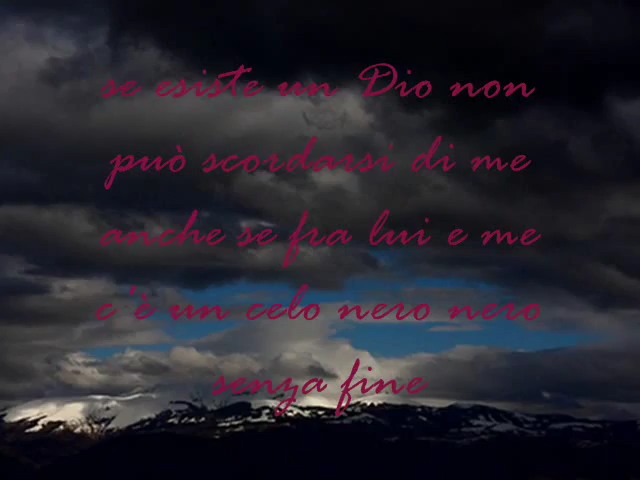 se esiste un Dio non
può scordarsi di me
anche se fra lui e me
c'è un celo nero nero
senza fine